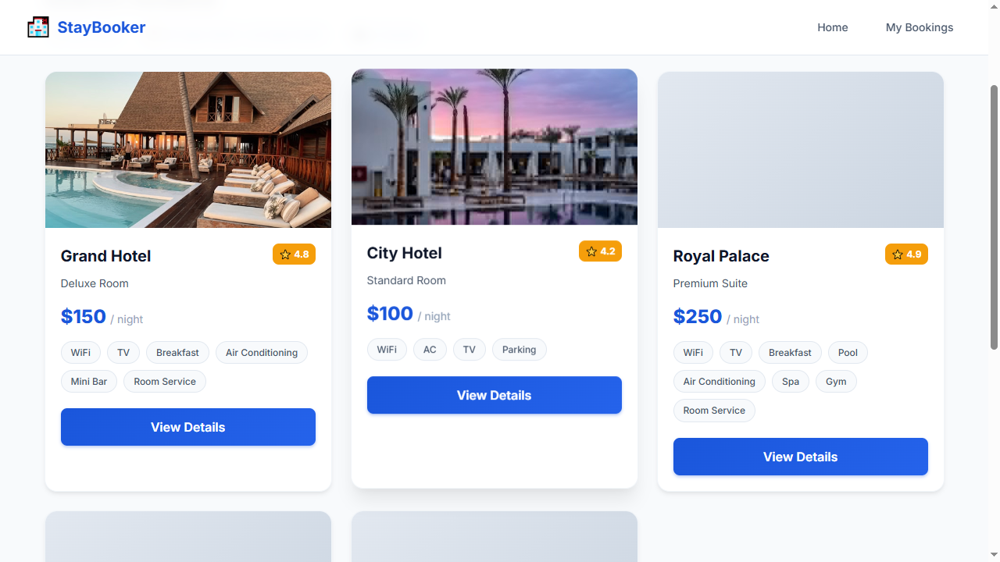 StayBooker
Home
My Bookings
Grand Hotel
4.8
Deluxe Room
$150 / night
WiFi
TV
Breakfast
Air Conditioning
Mini Bar
Room Service
View Details
City Hotel
4.2
Standard Room
$100 / night
WiFi
AC
TV
Parking
View Details
Royal Palace
4.9
Premium Suite
$250 / night
WiFi
TV
Breakfast
Pool
Air Conditioning
Spa
Gym
Room Service
View Details